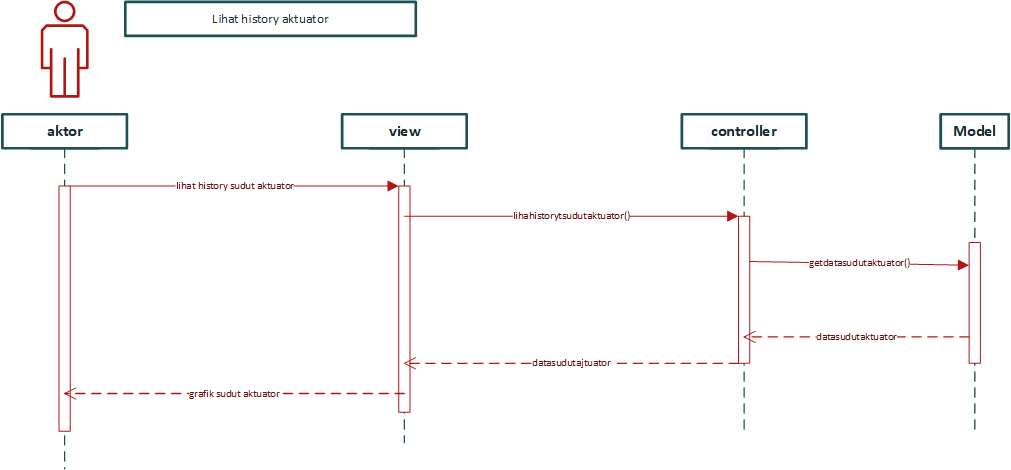 Lihat history aktuator
aktor
view
controller
Model
lihat history sudut aktuator
lihahistorytsudutaktuator()
getdatasudutaktuator()
datasudutaktuator
datasudutajtuator
grafik sudut aktuator